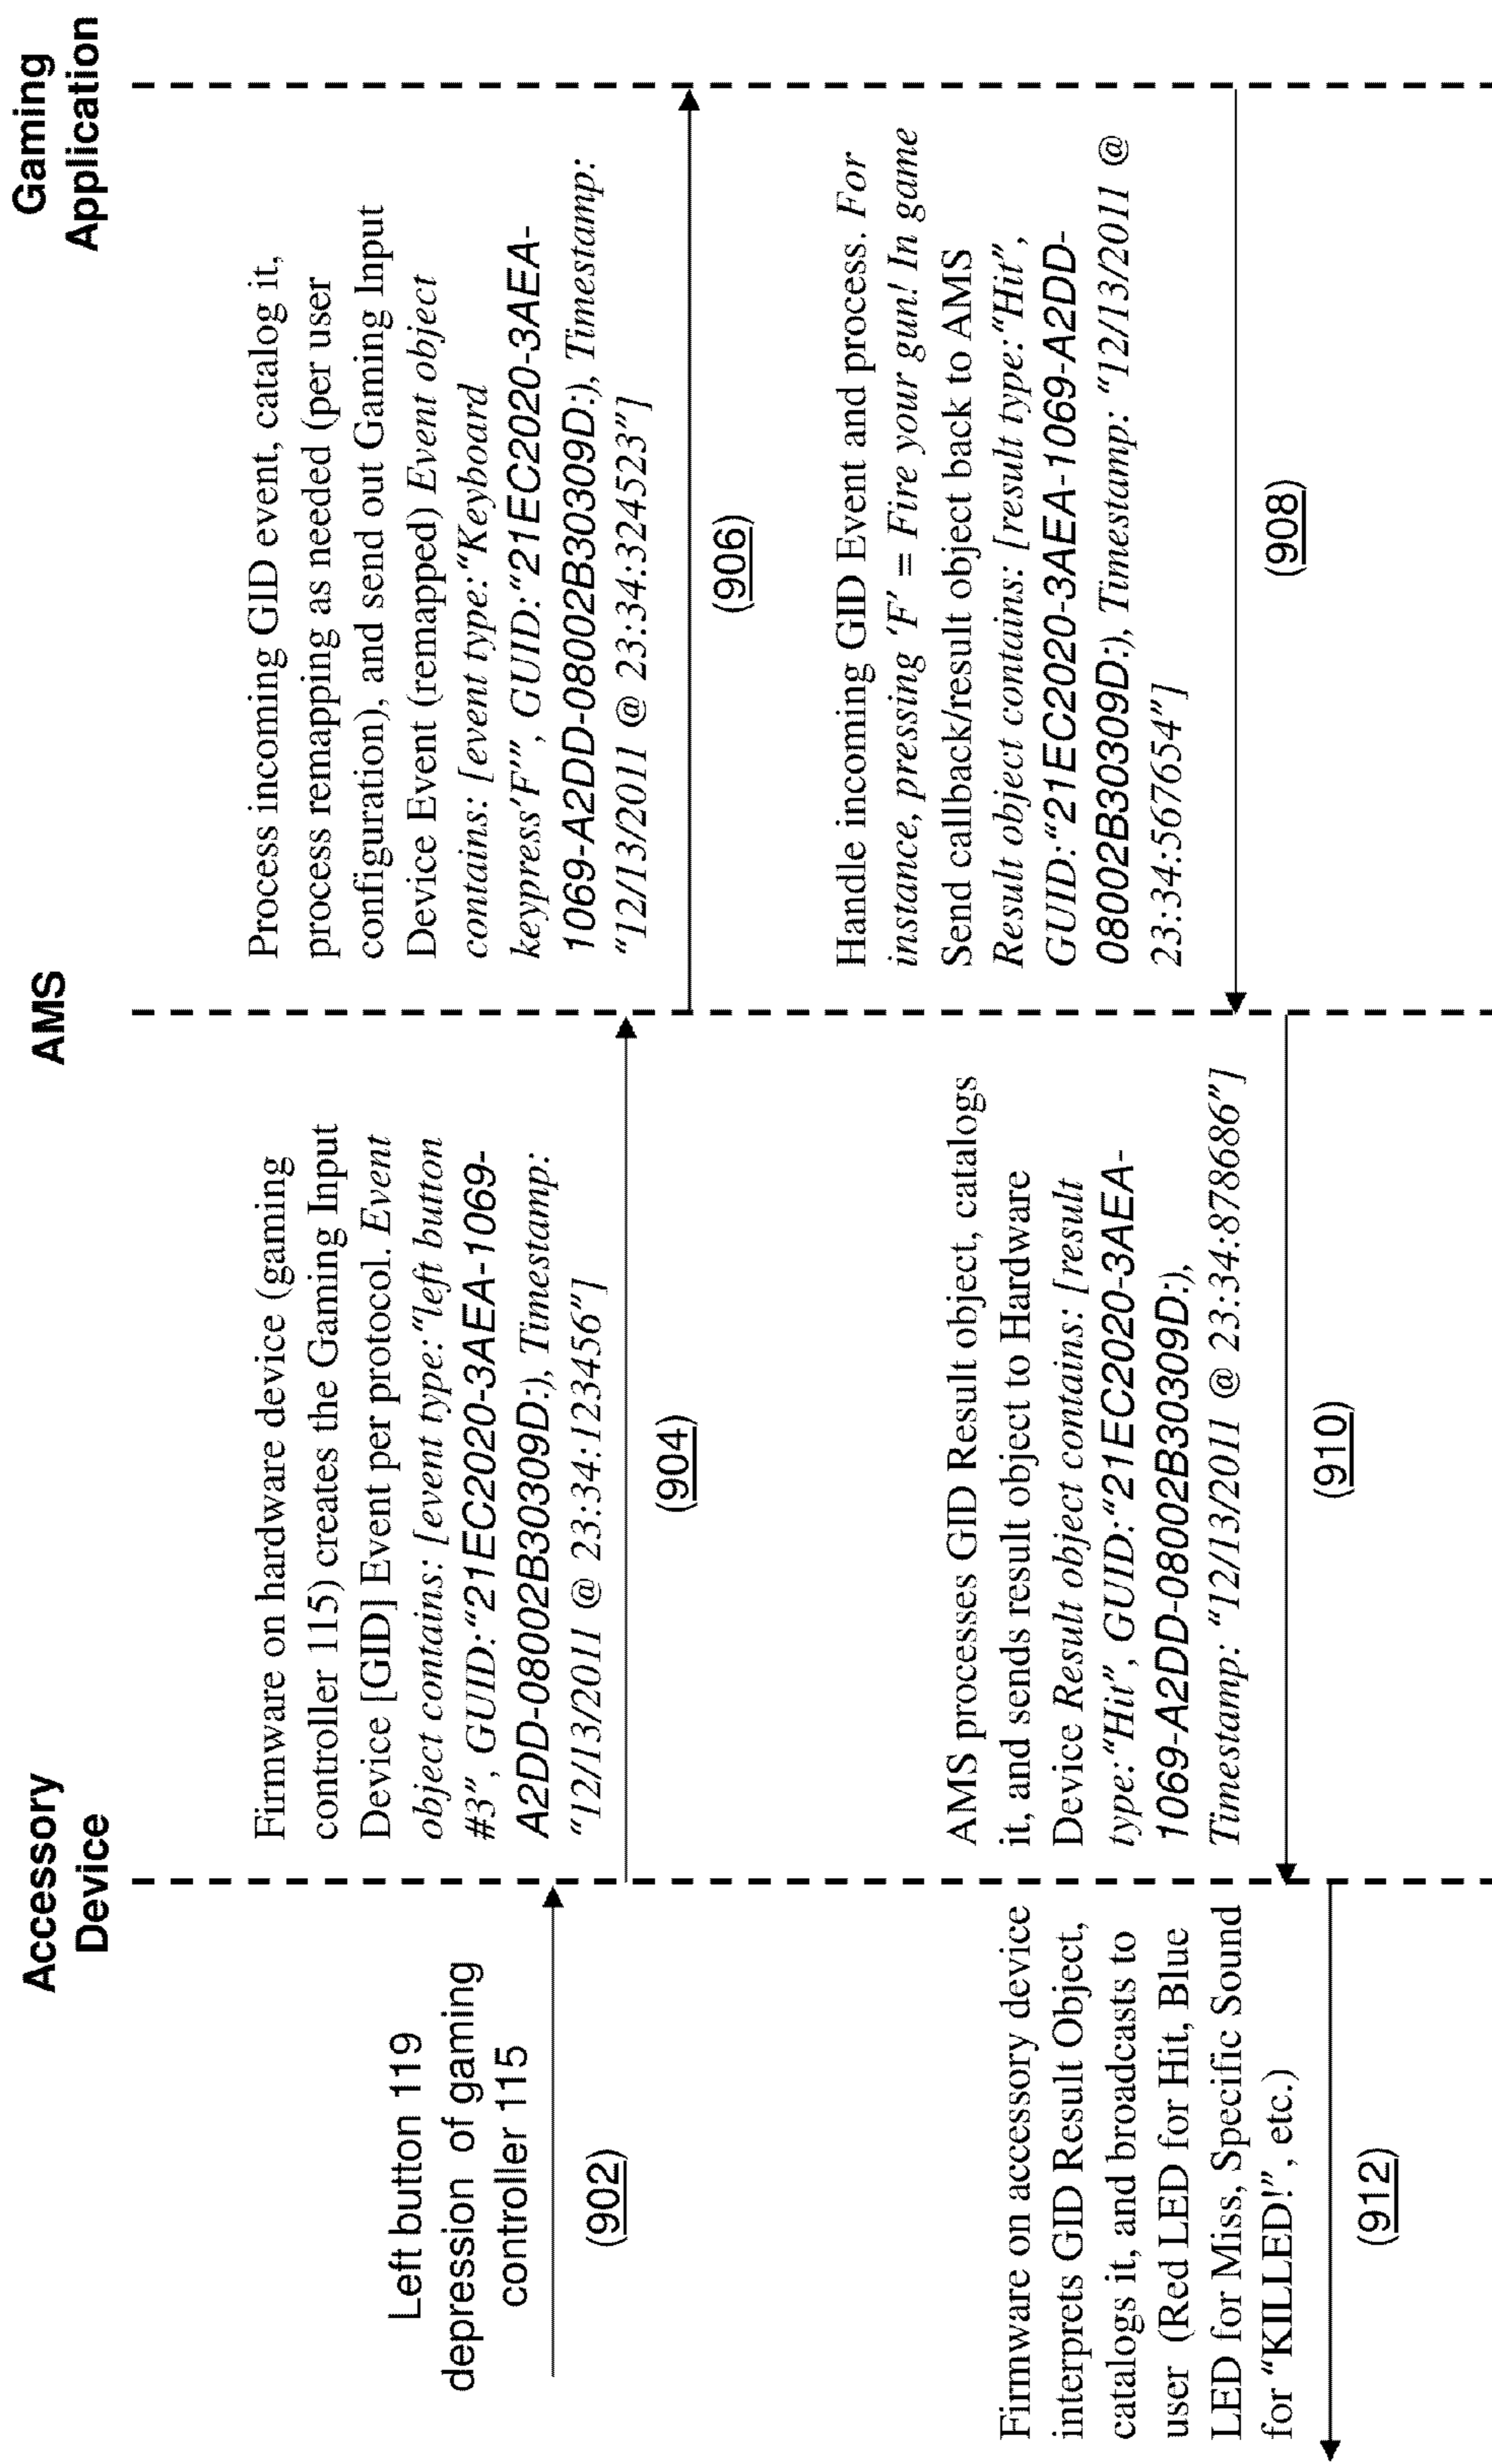 Accessory
Device
AMS
Gaming
Application
Left button 119
depression of gaming
controller 115
(902)
Firmware on hardware device (gaming
controller 115) creates the Gaming Input
Device [GID] Event per protocol. Event
object contains: [event type:“left button
#3”, GUID:“21EC2020-3AEA-1069-
A2DD-08002B30309D:), Timestamp:
“12/13/2011 @ 23:34:123456”]
(904)
Process incoming GID event, catalog it,
process remapping as needed (per user
configuration), and send out Gaming Input
Device Event (remapped) Event object
contains: [event type:“Keyboard
keypress‘F’”, GUID:“21EC2020-3AEA-
1069-A2DD-08002B30309D:), Timestamp:
“12/13/2011 @ 23:34:324523”]
(906)
Handle incoming GID Event and process. For
instance, pressing ‘F’ = Fire your gun! In game
Send callback/result object back to AMS
Result object contains: [result type:“Hit”,
GUID:“21EC2020-3AEA-1069-A2DD-
08002B30309D:), Timestamp: “12/13/2011 @
23:34:567654”]
(908)
AMS processes GID Result object, catalogs
it, and sends result object to Hardware
Device Result object contains: [result
type:“Hit”, GUID:“21EC2020-3AEA-
1069-A2DD-08002B30309D:),
Timestamp: “12/13/2011 @ 23:34:878686”]
(910)
Firmware on accessory device
interprets GID Result Object,
catalogs it, and broadcasts to
user (Red LED for Hit, Blue
LED for Miss, Specific Sound
for “KILLED!”, etc.)
(912)